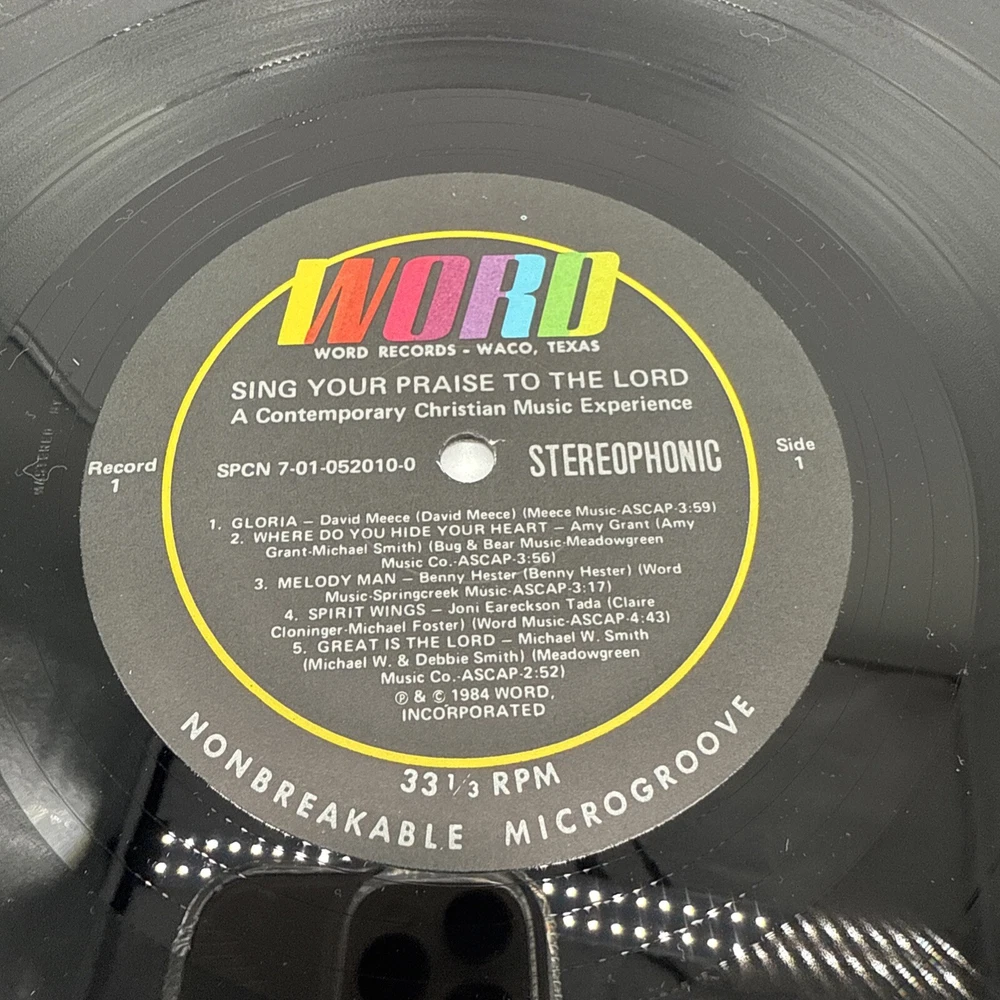 WORD
WORD RECORDS - WACO, TEXAS
SING YOUR PRAISE TO THE LORD
A Contemporary Christian Music Experience
Record
1
SPCN 7-01-052010-0
STEREOPHONIC
Side
1
1. GLORIA – David Meece (David Meece) (Meece Music-ASCAP-3:59)
2. WHERE DO YOU HIDE YOUR HEART – Amy Grant (Amy
Grant-Michael Smith) (Bug & Bear Music-Meadowgreen
Music Co.-ASCAP-3:56)
3. MELODY MAN – Benny Hester (Benny Hester) (Word
Music-Springcreek Music-ASCAP-3:17)
4. SPIRIT WINGS – Joni Eareckson Tada (Claire
Cloninger-Michael Foster) (Word Music-ASCAP-4:43)
5. GREAT IS THE LORD – Michael W. Smith
(Michael W. & Debbie Smith) (Meadowgreen
Music Co.-ASCAP-2:52)
℗ & © 1984 WORD,
INCORPORATED
33 1/3 RPM
NONBREAKABLE MICROGROOVE